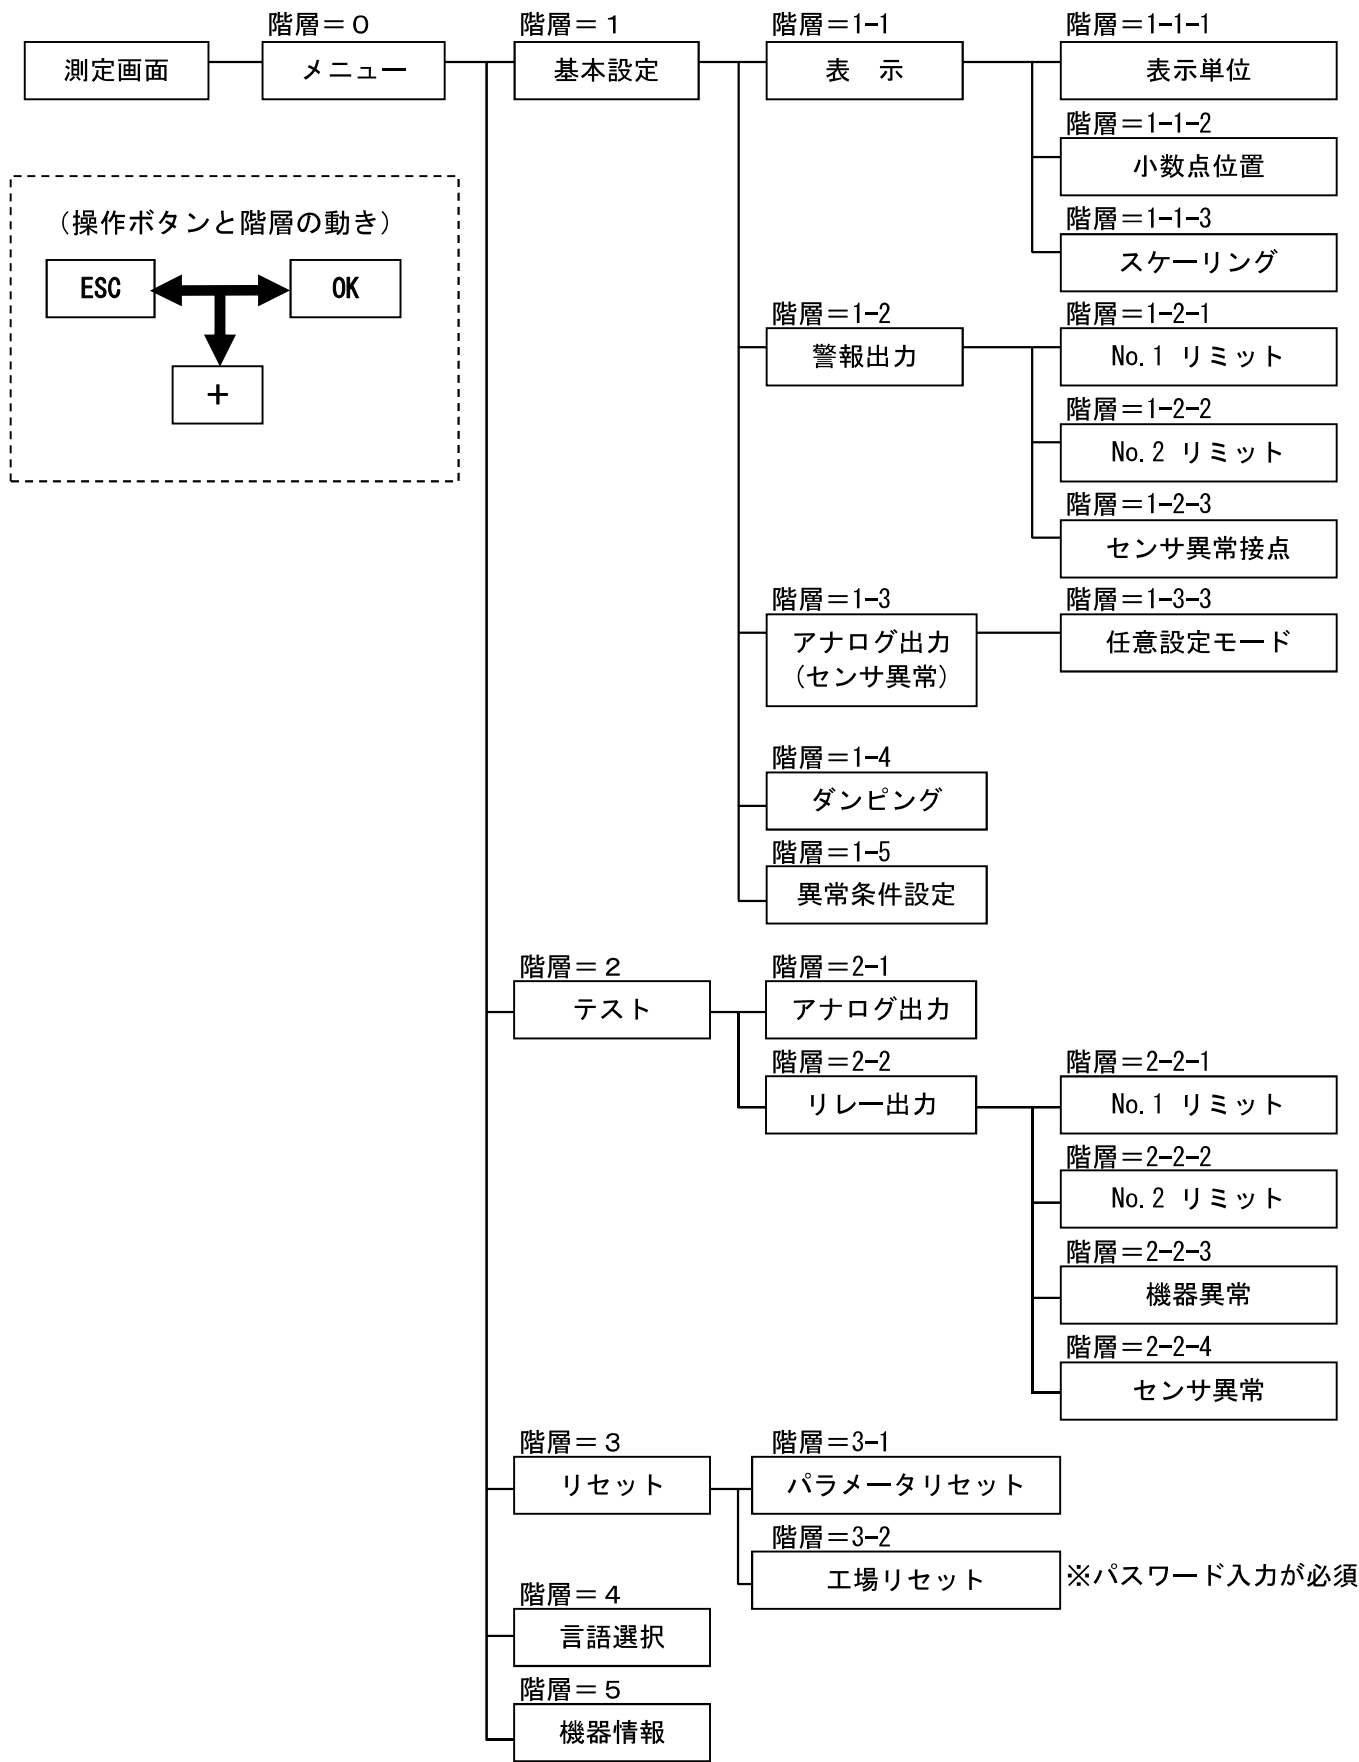 階層＝０
測定画面
メニュー
階層＝１
基本設定
階層＝1-1
表　示
階層＝1-1-1
表示単位
階層＝1-1-2
小数点位置
階層＝1-1-3
スケーリング
（操作ボタンと階層の動き）
ESC
OK
＋
階層＝1-2
警報出力
階層＝1-2-1
No.1 リミット
階層＝1-2-2
No.2 リミット
階層＝1-2-3
センサ異常接点
階層＝1-3
アナログ出力
（センサ異常）
階層＝1-3-3
任意設定モード
階層＝1-4
ダンピング
階層＝1-5
異常条件設定
階層＝２
テスト
階層＝2-1
アナログ出力
階層＝2-2
リレー出力
階層＝2-2-1
No.1 リミット
階層＝2-2-2
No.2 リミット
階層＝2-2-3
機器異常
階層＝2-2-4
センサ異常
階層＝３
リセット
階層＝3-1
パラメータリセット
階層＝3-2
工場リセット
※パスワード入力が必須
階層＝４
言語選択
階層＝５
機器情報